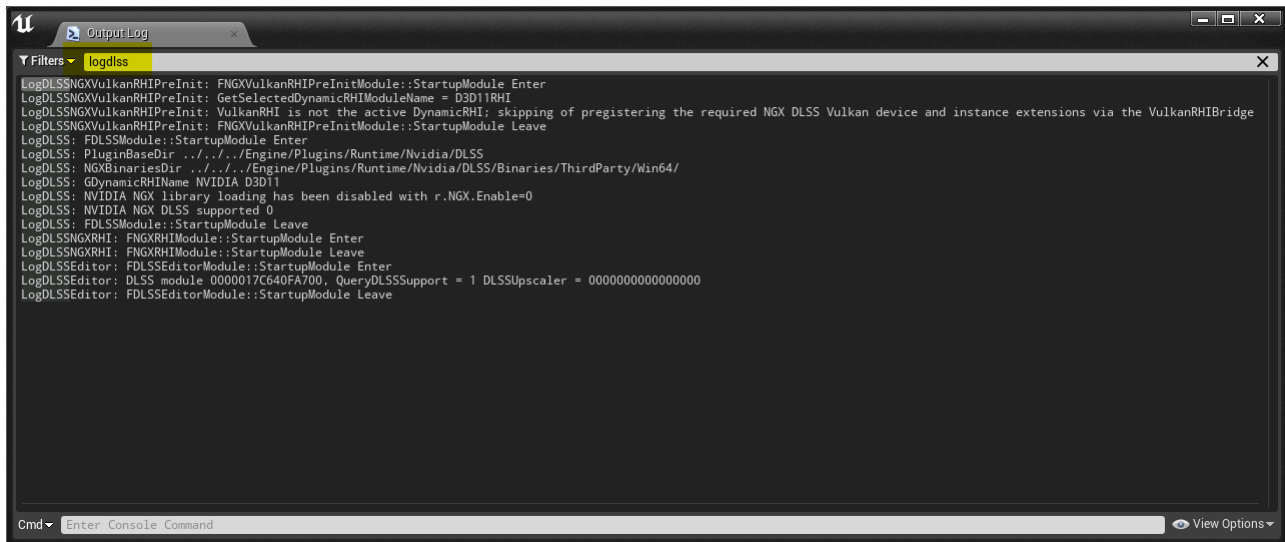 Output Log
Filters logdlss
LogDLSSNGXVulkanRHIPreInit: FNGXVulkanRHIPreInitModule::StartupModule Enter
LogDLSSNGXVulkanRHIPreInit: GetSelectedDynamicRHIModuleName = D3D11RHI
LogDLSSNGXVulkanRHIPreInit: VulkanRHI is not the active DynamicRHI; skipping of pregistering the required NGX DLSS Vulkan device and instance extensions via the VulkanRHIBridge
LogDLSSNGXVulkanRHIPreInit: FNGXVulkanRHIPreInitModule::StartupModule Leave
LogDLSS: FDLSSModule::StartupModule Enter
LogDLSS: PluginBaseDir ../../../Engine/Plugins/Runtime/Nvidia/DLSS
LogDLSS: NGXBinariesDir ../../../Engine/Plugins/Runtime/Nvidia/DLSS/Binaries/ThirdParty/Win64/
LogDLSS: GDynamicRHIName NVIDIA D3D11
LogDLSS: NVIDIA NGX library loading has been disabled with r.NGX.Enable=0
LogDLSS: NVIDIA NGX DLSS supported 0
LogDLSS: FDLSSModule::StartupModule Leave
LogDLSSNGXRHI: FNGXRHIModule::StartupModule Enter
LogDLSSNGXRHI: FNGXRHIModule::StartupModule Leave
LogDLSSEditor: FDLSSEditorModule::StartupModule Enter
LogDLSSEditor: DLSS module 0000017C640FA700, QueryDLSSSupport = 1 DLSSUpscaler = 0000000000000000
LogDLSSEditor: FDLSSEditorModule::StartupModule Leave
Cmd Enter Console Command View Options